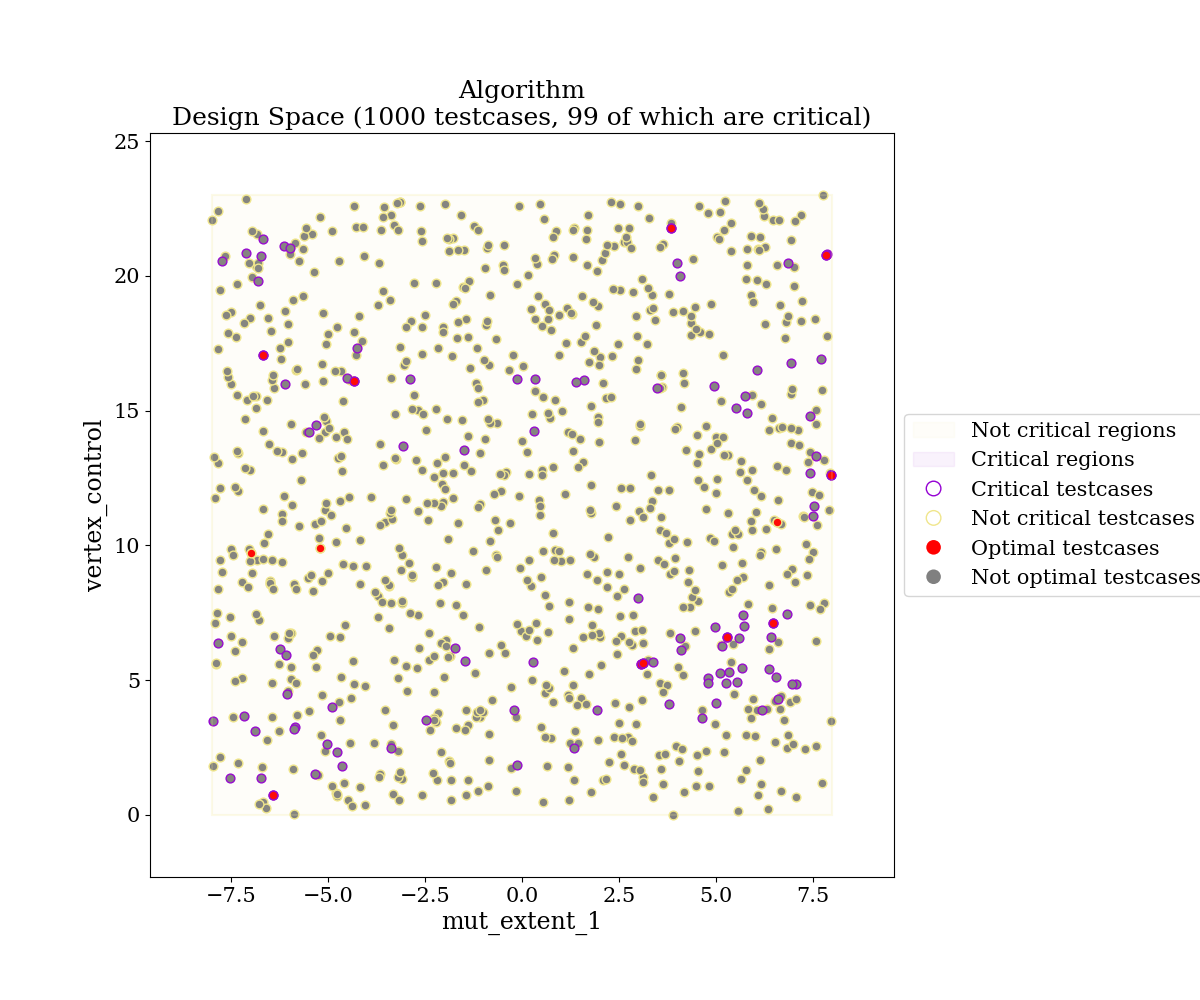 Algorithm
Design Space (1000 testcases, 99 of which are critical)
25
20
15
10
5
0
vertex_control
−7.5
−5.0
−2.5
0.0
2.5
5.0
7.5
mut_extent_1
Not critical regions
Critical regions
Critical testcases
Not critical testcases
Optimal testcases
Not optimal testcases